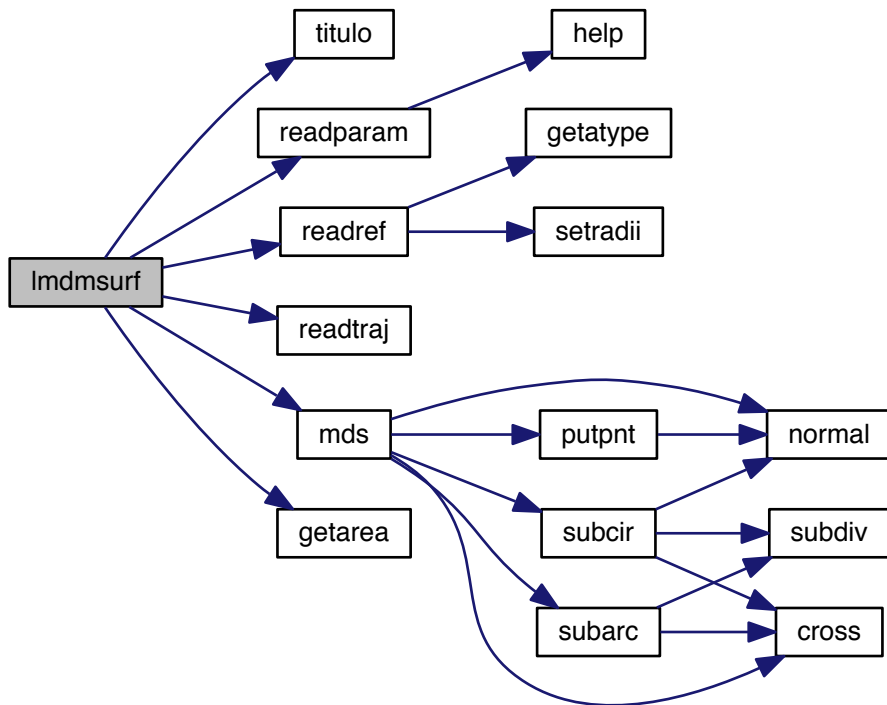 titulo
help
readparam
getatype
readref
setradii
lmdmsurf
readtraj
mds
putpnt
normal
getarea
subcir
subdiv
subarc
cross